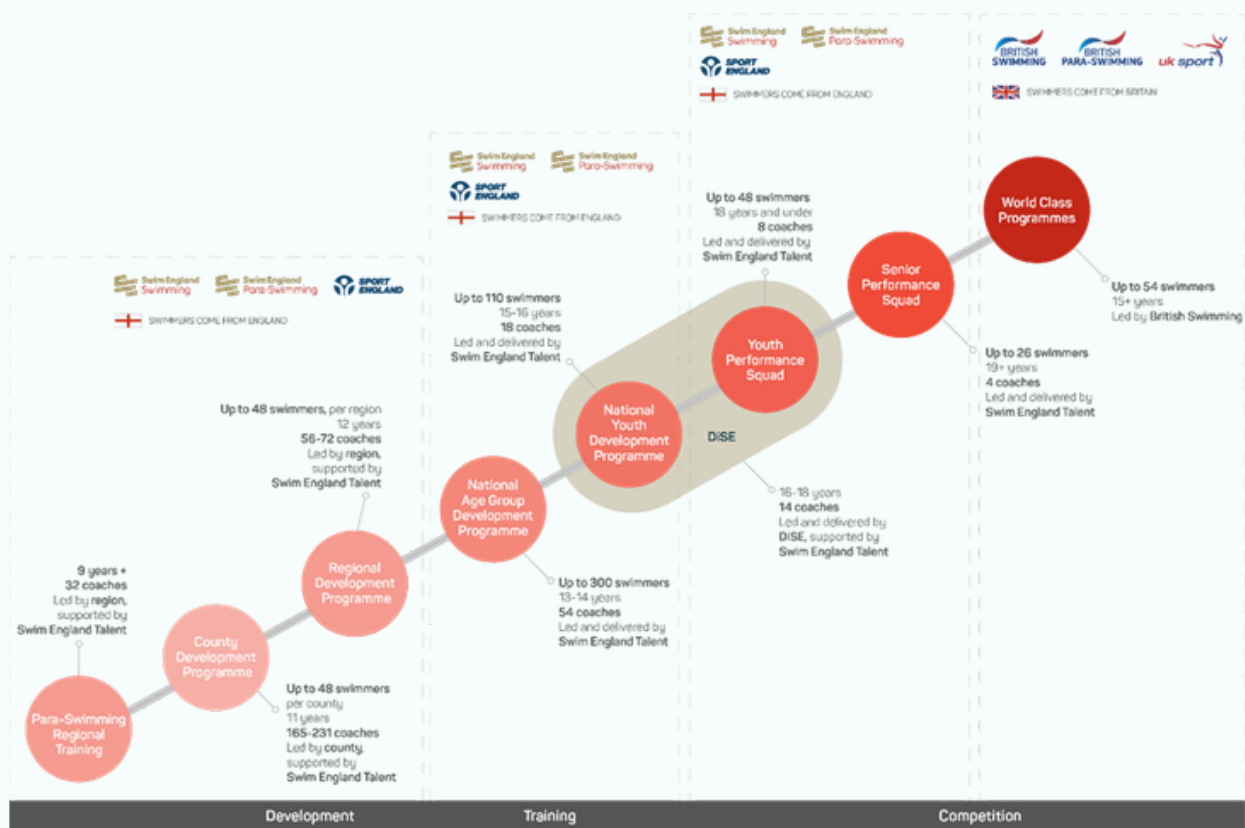 Swim England
Swimming
Swim England
Para-Swimming
SPORT
ENGLAND
SWIMMERS COME FROM ENGLAND
BRITISH
SWIMMING
BRITISH
PARA-SWIMMING
uk sport
SWIMMERS COME FROM BRITAIN
Swim England
Swimming
Swim England
Para-Swimming
SPORT
ENGLAND
SWIMMERS COME FROM ENGLAND
Swim England
Swimming
Swim England
Para-Swimming
SPORT
ENGLAND
SWIMMERS COME FROM ENGLAND
9 years +
32 coaches
Led by region,
supported by
Swim England Talent
Para-Swimming
Regional
Training
County
Development
Programme
Up to 48 swimmers
per county
11 years
165-231 coaches
Led by county,
supported by
Swim England Talent
Up to 48 swimmers, per region
12 years
56-72 coaches
Led by region,
supported by
Swim England Talent
Regional
Development
Programme
National
Age Group
Development
Programme
Up to 300 swimmers
13-14 years
54 coaches
Led and delivered by
Swim England Talent
Up to 110 swimmers
15-16 years
18 coaches
Led and delivered by
Swim England Talent
National
Youth
Development
Programme
DiSE
16-18 years
14 coaches
Led and delivered by
DiSE, supported by
Swim England Talent
Up to 48 swimmers
18 years and under
8 coaches
Led and delivered by
Swim England Talent
Youth
Performance
Squad
Senior
Performance
Squad
Up to 26 swimmers
19+ years
4 coaches
Led and delivered by
Swim England Talent
World Class
Programmes
Up to 54 swimmers
15+ years
Led by British Swimming
Development
Training
Competition